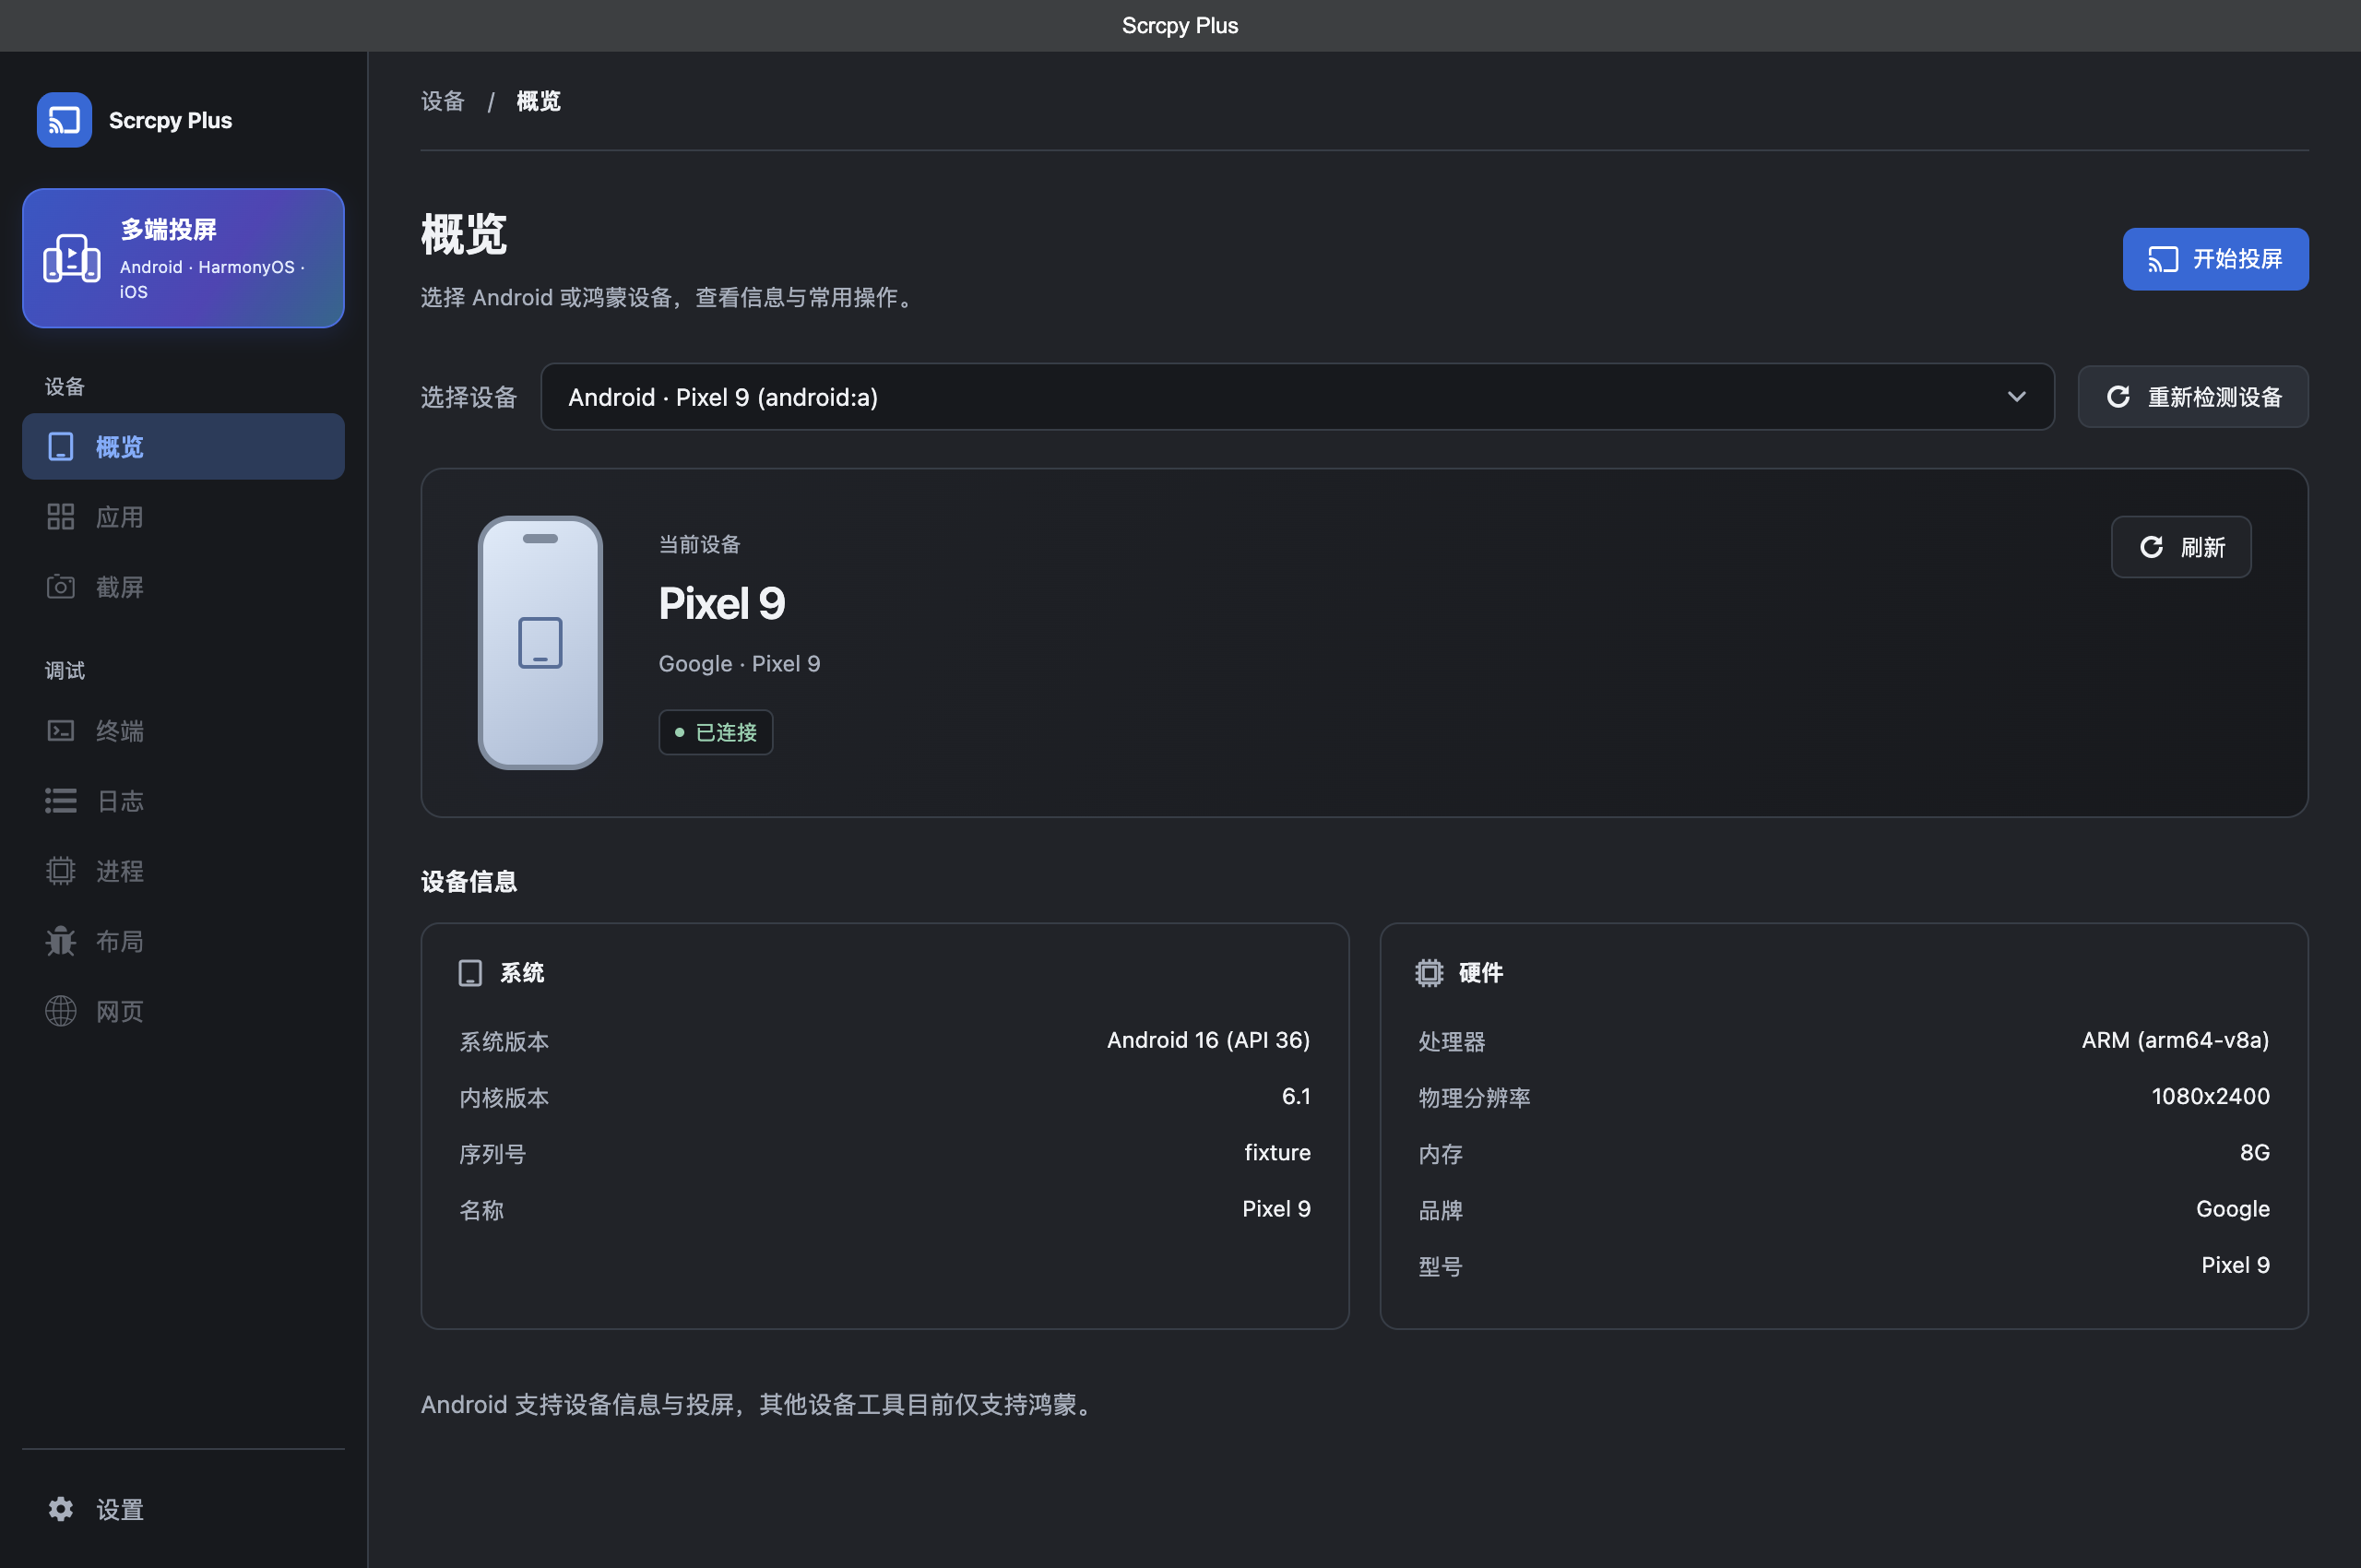 Scrcpy Plus
Scrcpy Plus
多端投屏
Android · HarmonyOS ·
iOS
设备
概览
应用
截屏
调试
终端
日志
进程
布局
网页
设置
设备 / 概览
概览
选择 Android 或鸿蒙设备，查看信息与常用操作。
开始投屏
选择设备
Android · Pixel 9 (android:a)
重新检测设备
当前设备
Pixel 9
Google · Pixel 9
已连接
刷新
设备信息
系统
系统版本 Android 16 (API 36)
内核版本 6.1
序列号 fixture
名称 Pixel 9
硬件
处理器 ARM (arm64-v8a)
物理分辨率 1080x2400
内存 8G
品牌 Google
型号 Pixel 9
Android 支持设备信息与投屏，其他设备工具目前仅支持鸿蒙。